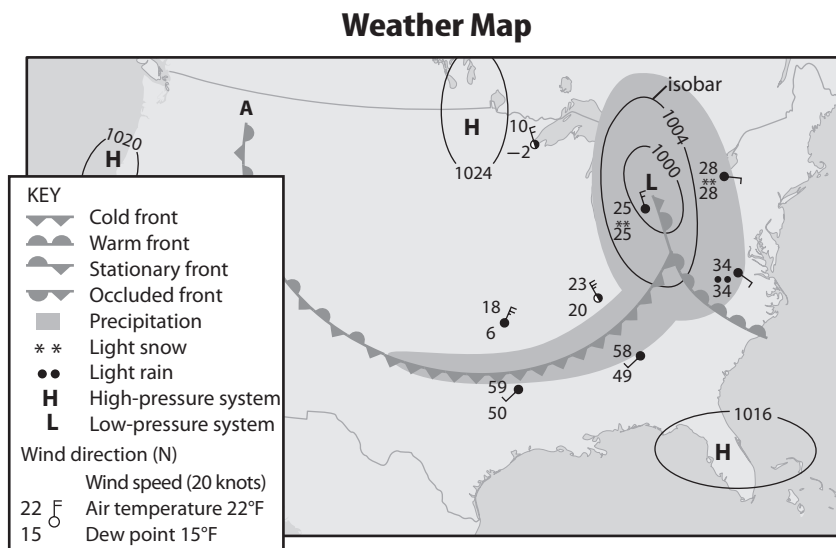 Weather Map
isobar
A
1020
H
H
1024
10
−2
1004
1000
L
28
**
28
25
**
25
34
••
34
23
20
18
6
58
49
59
50
1016
H
KEY
Cold front
Warm front
Stationary front
Occluded front
Precipitation
** Light snow
•• Light rain
H High-pressure system
L Low-pressure system
Wind direction (N)
Wind speed (20 knots)
22 Air temperature 22°F
15 Dew point 15°F